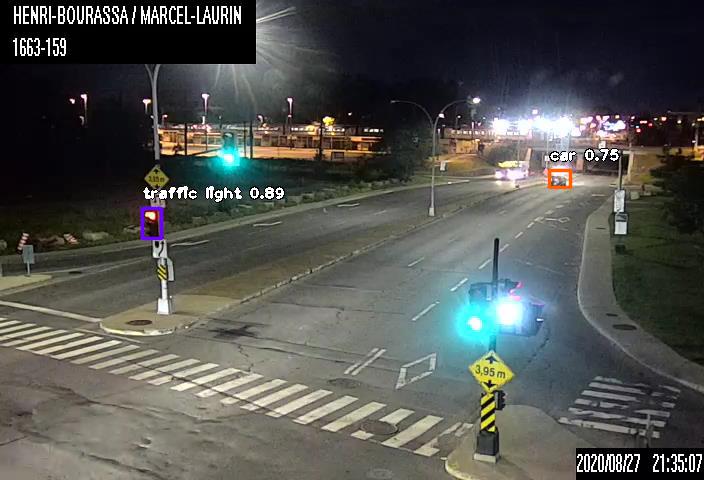 HENRI-BOURASSA / MARCEL-LAURIN
1663-159
car 0.75
traffic light 0.89
3,95 m
2020/08/27 21:35:07